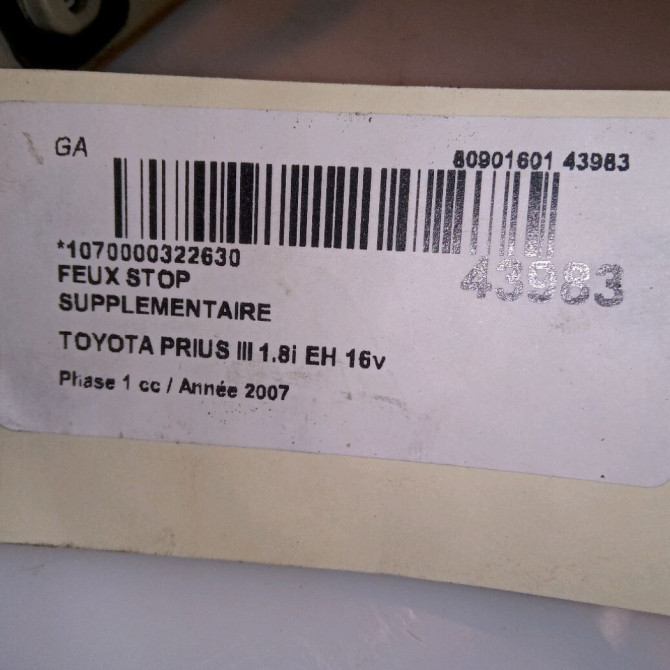 GA
80901601 43983
*1070000322630
43983
FEUX STOP
SUPPLEMENTAIRE
TOYOTA PRIUS III 1.8i EH 16v
Phase 1 cc / Année 2007